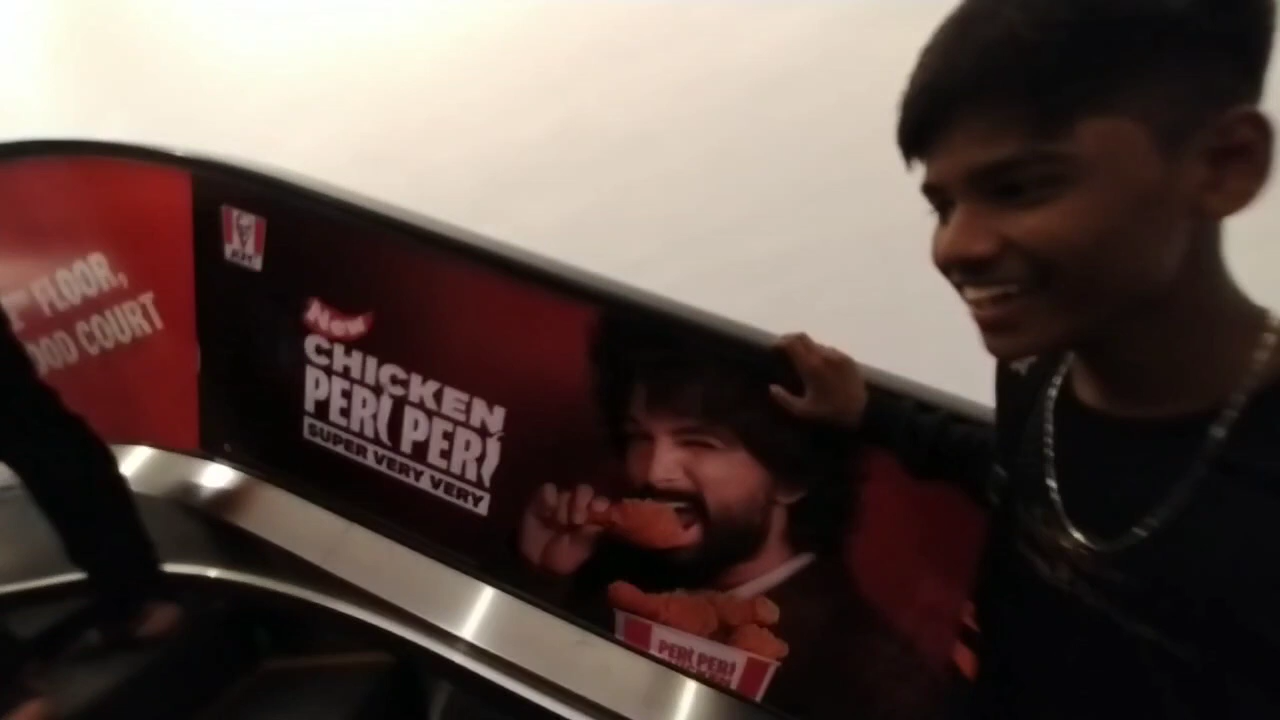 FLOOR,
COURT
KFC
New
CHICKEN
PERi PERi
SUPER VERY VERY
PERi PERi